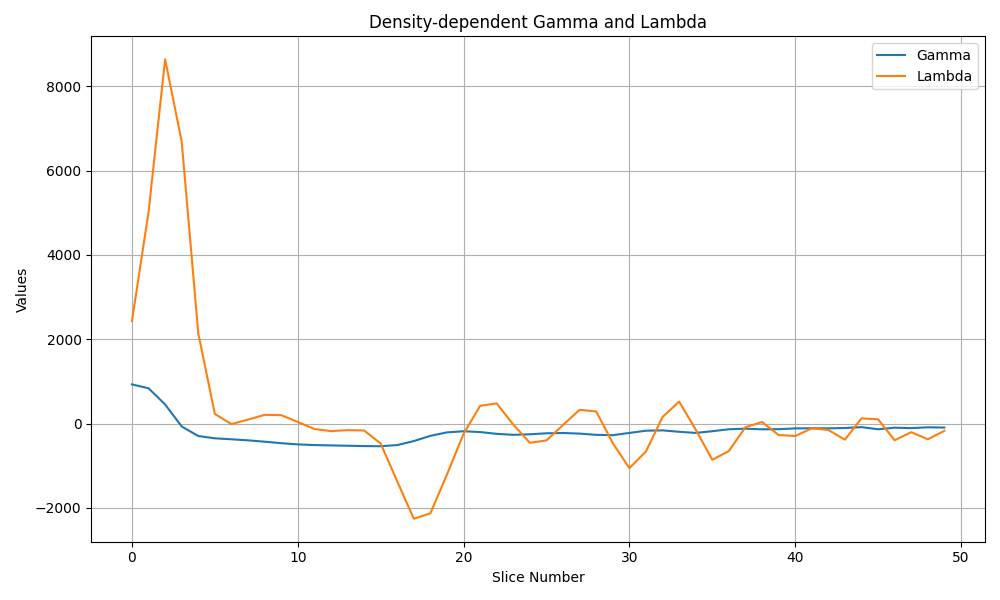 Density-dependent Gamma and Lambda
Gamma
Lambda
Values
8000
6000
4000
2000
0
−2000
0 10 20 30 40 50
Slice Number